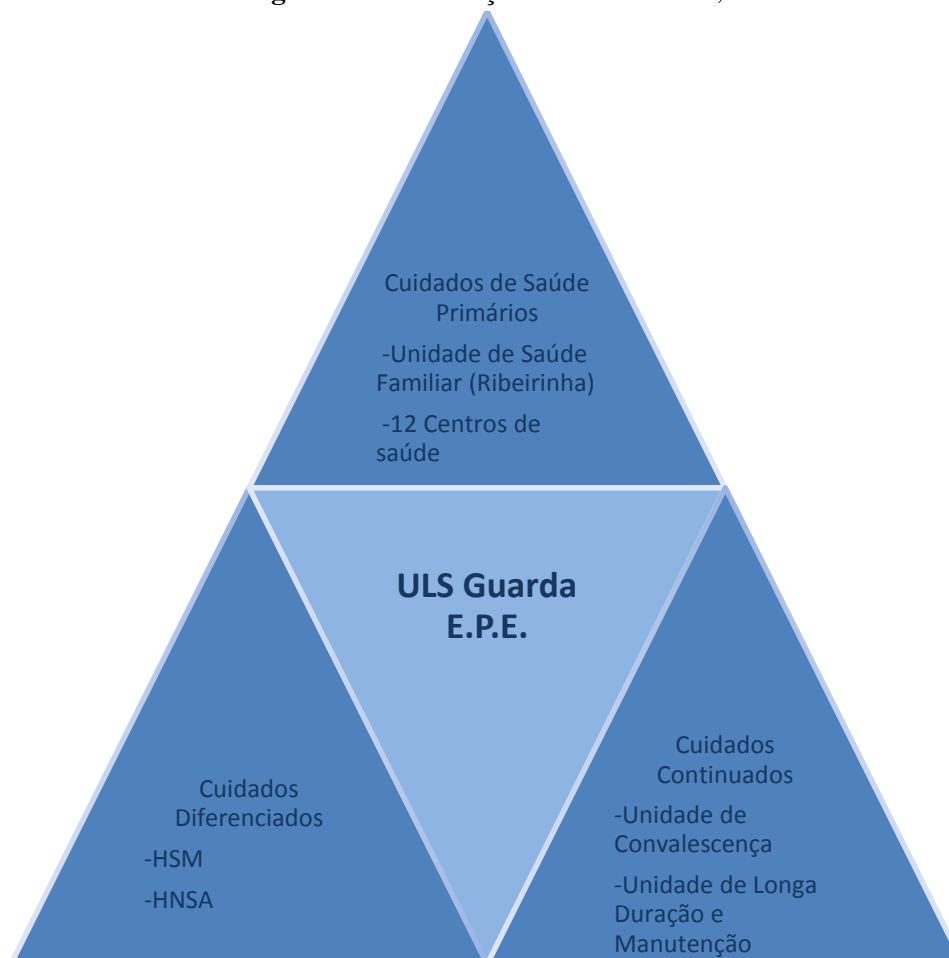 Cuidados de Saúde
Primários
-Unidade de Saúde
Familiar (Ribeirinha)
-12 Centros de
saúde
ULS Guarda
E.P.E.
Cuidados
Diferenciados
-HSM
-HNSA
Cuidados
Continuados
-Unidade de
Convalescença
-Unidade de Longa
Duração e
Manutenção